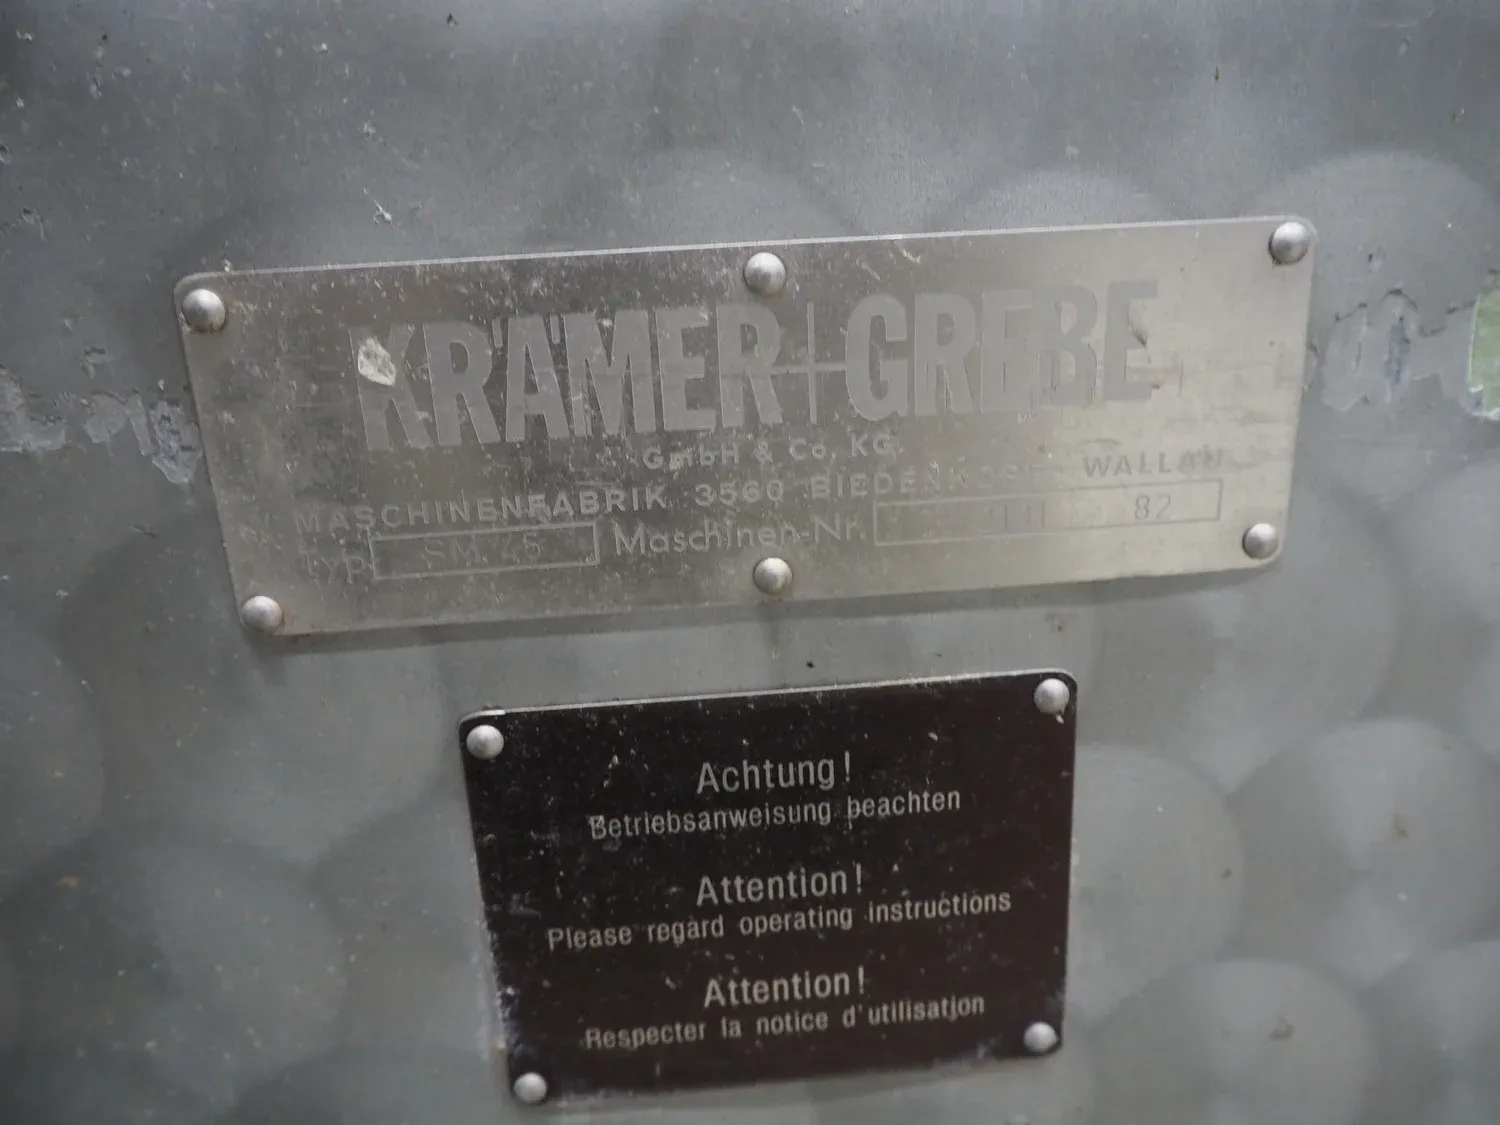 KRÄMER+GREBE
GmbH & Co. KG.
MASCHINENFABRIK 3560 BIEDENKOPF - WALLAU
TYP SM 45 Maschinen-Nr. 82
Achtung!
Betriebsanweisung beachten
Attention!
Please regard operating instructions
Attention!
Respecter la notice d'utilisation